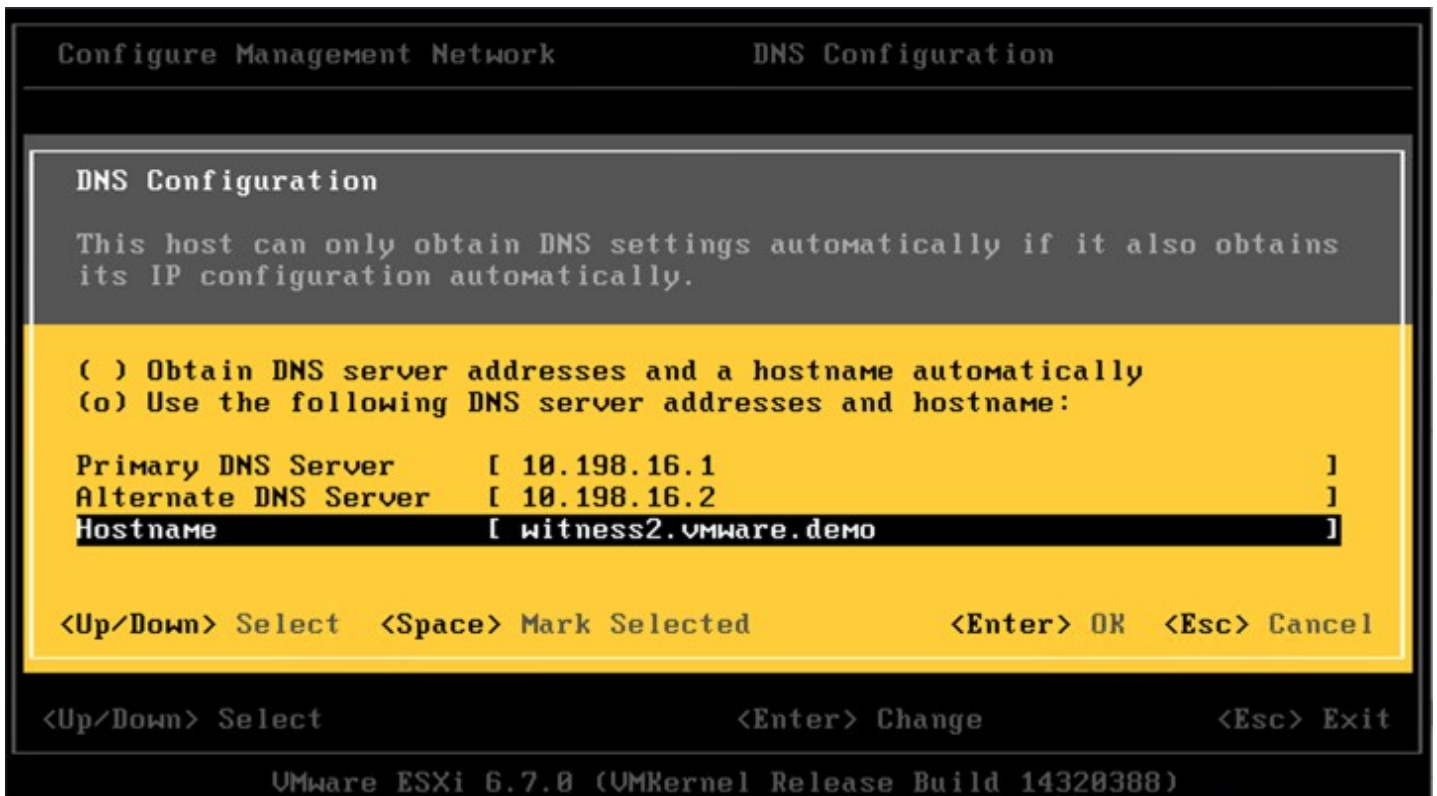 Configure Management Network DNS Configuration
DNS Configuration
This host can only obtain DNS settings automatically if it also obtains
its IP configuration automatically.
( ) Obtain DNS server addresses and a hostname automatically
(o) Use the following DNS server addresses and hostname:
Primary DNS Server [ 10.198.16.1 ]
Alternate DNS Server [ 10.198.16.2 ]
Hostname [ witness2.vmware.demo ]
<Up/Down> Select <Space> Mark Selected <Enter> OK <Esc> Cancel
<Up/Down> Select <Enter> Change <Esc> Exit
VMware ESXi 6.7.0 (VMKernel Release Build 14320388)